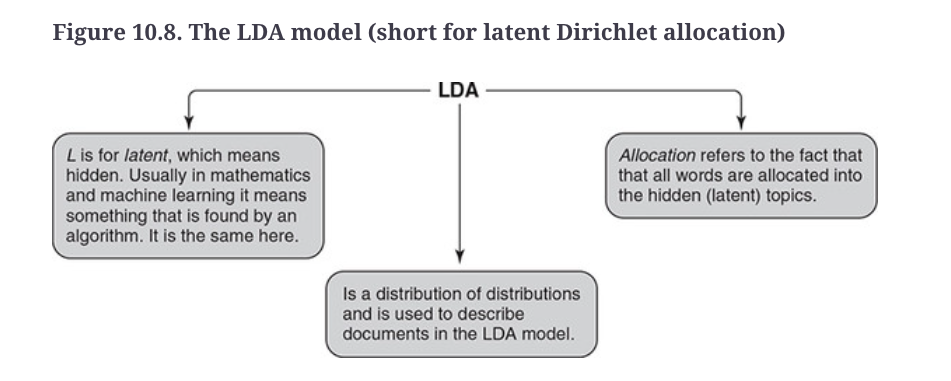 Figure 10.8. The LDA model (short for latent Dirichlet allocation)
LDA
L is for latent, which means
hidden. Usually in mathematics
and machine learning it means
something that is found by an
algorithm. It is the same here.
Allocation refers to the fact that
that all words are allocated into
the hidden (latent) topics.
Is a distribution of distributions
and is used to describe
documents in the LDA model.